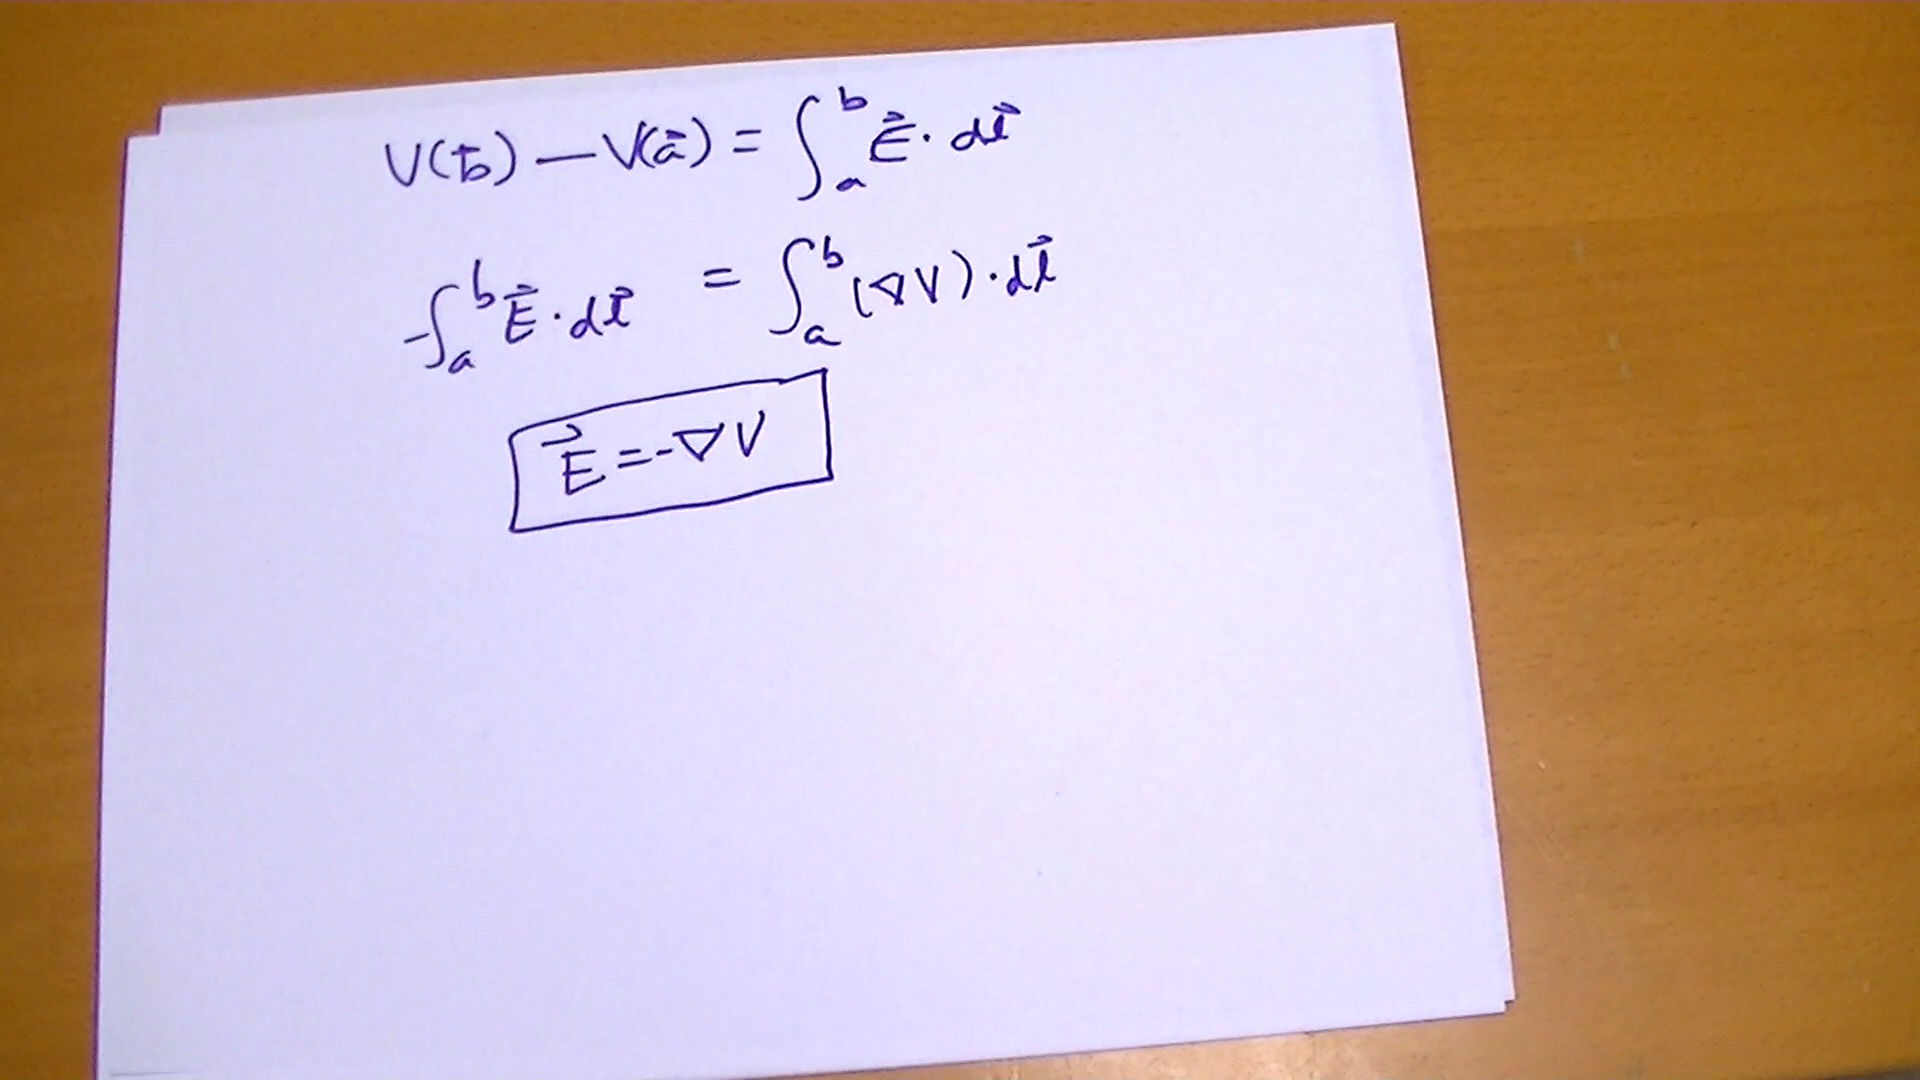 V(b⃗) — V(a⃗) = ∫ₐᵇ E⃗ · dl⃗
-∫ₐᵇ E⃗ · dl⃗ = ∫ₐᵇ (∇V) · dl⃗
E⃗ = -∇V